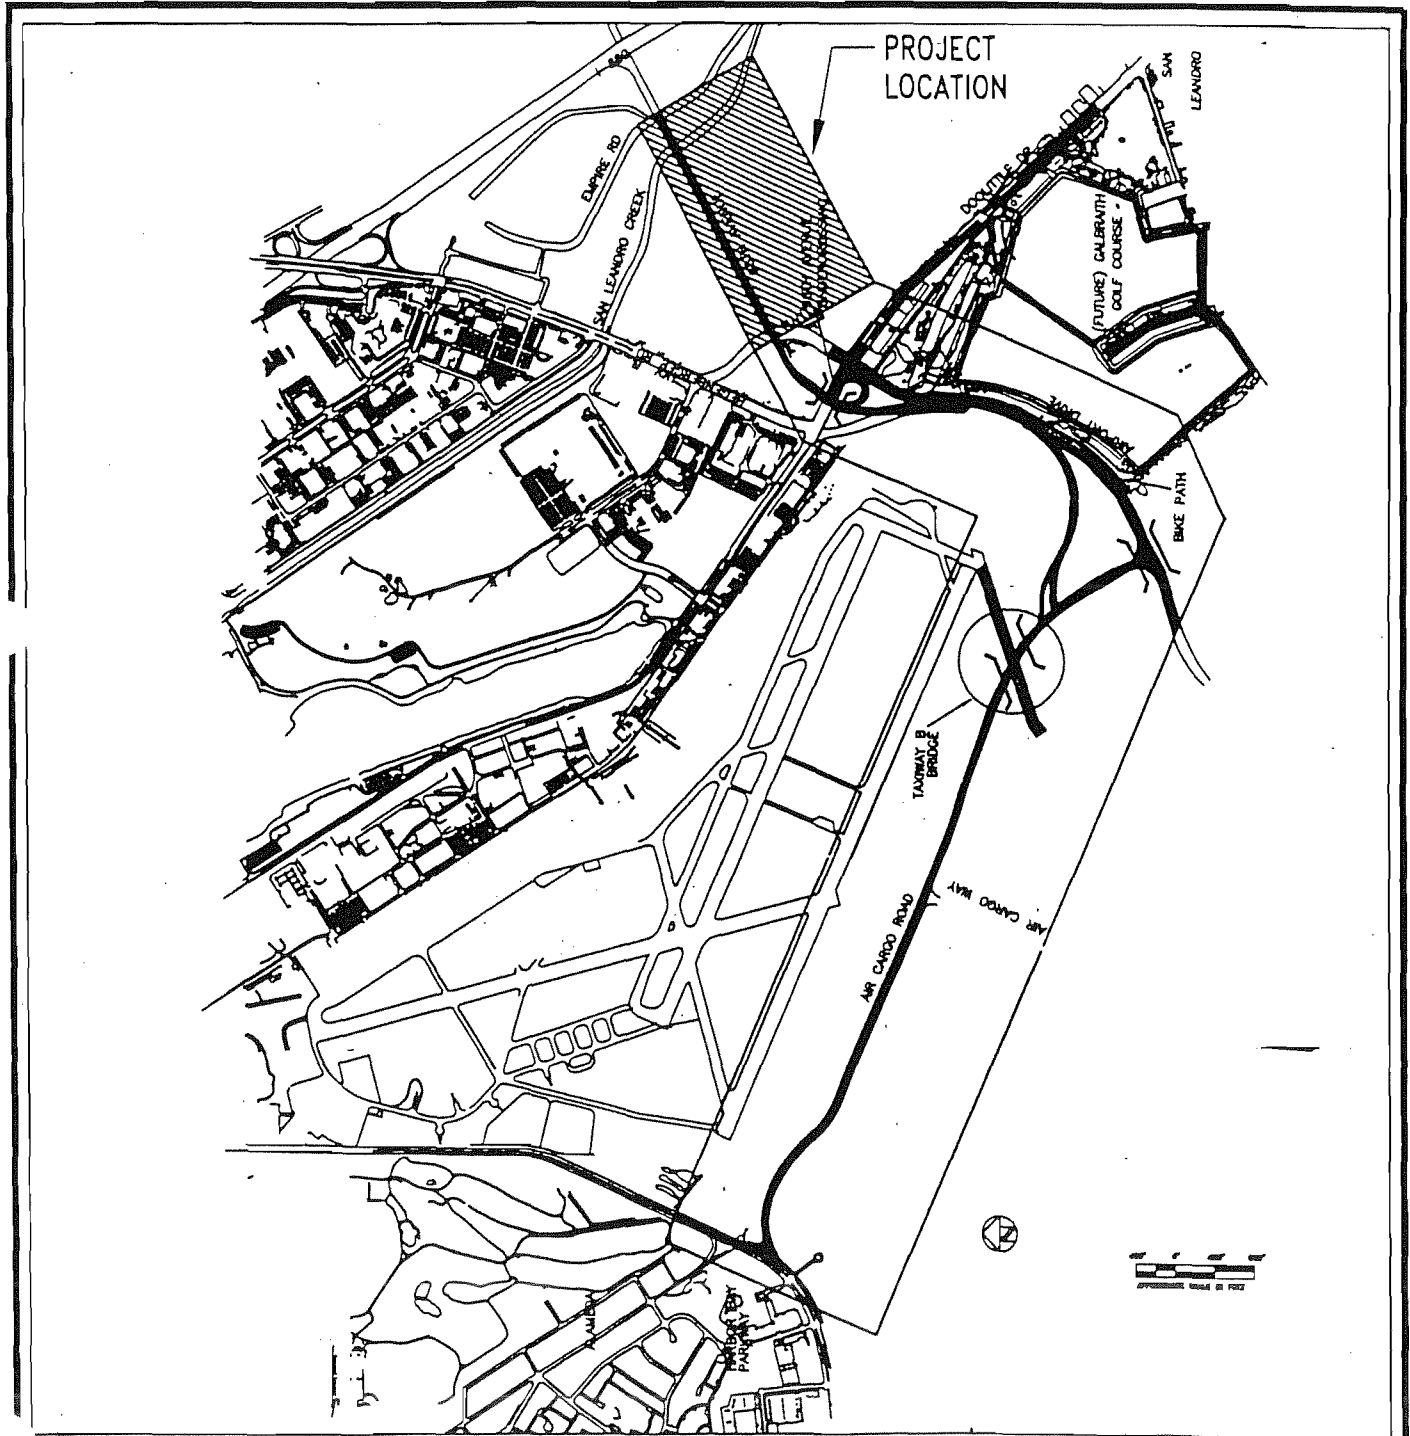 PROJECT
LOCATION
SAN
LEANDRO
EMPIRE RD
SAN LEANDRO CREEK
DOOLITTLE
(FUTURE) GALBRAITH
GOLF COURSE
AIRPORT DRIVE
BIKE PATH
TAXIWAY B
BRIDGE
AIR CARGO ROAD
AIR CARGO WAY
ALAMEDA
HARBOR BAY
PARKWAY
N